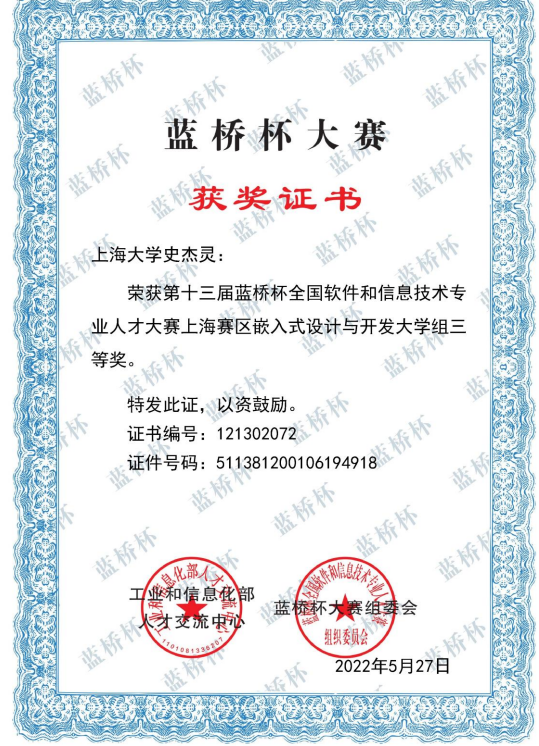 蓝桥杯大赛
获奖证书
上海大学史杰灵：
荣获第十三届蓝桥杯全国软件和信息技术专
业人才大赛上海赛区嵌入式设计与开发大学组三
等奖。
特发此证，以资鼓励。
证书编号：121302072
证件号码：511381200106194918
工业和信息化部
人才交流中心
蓝桥杯大赛组委会
组织委员会
2022年5月27日